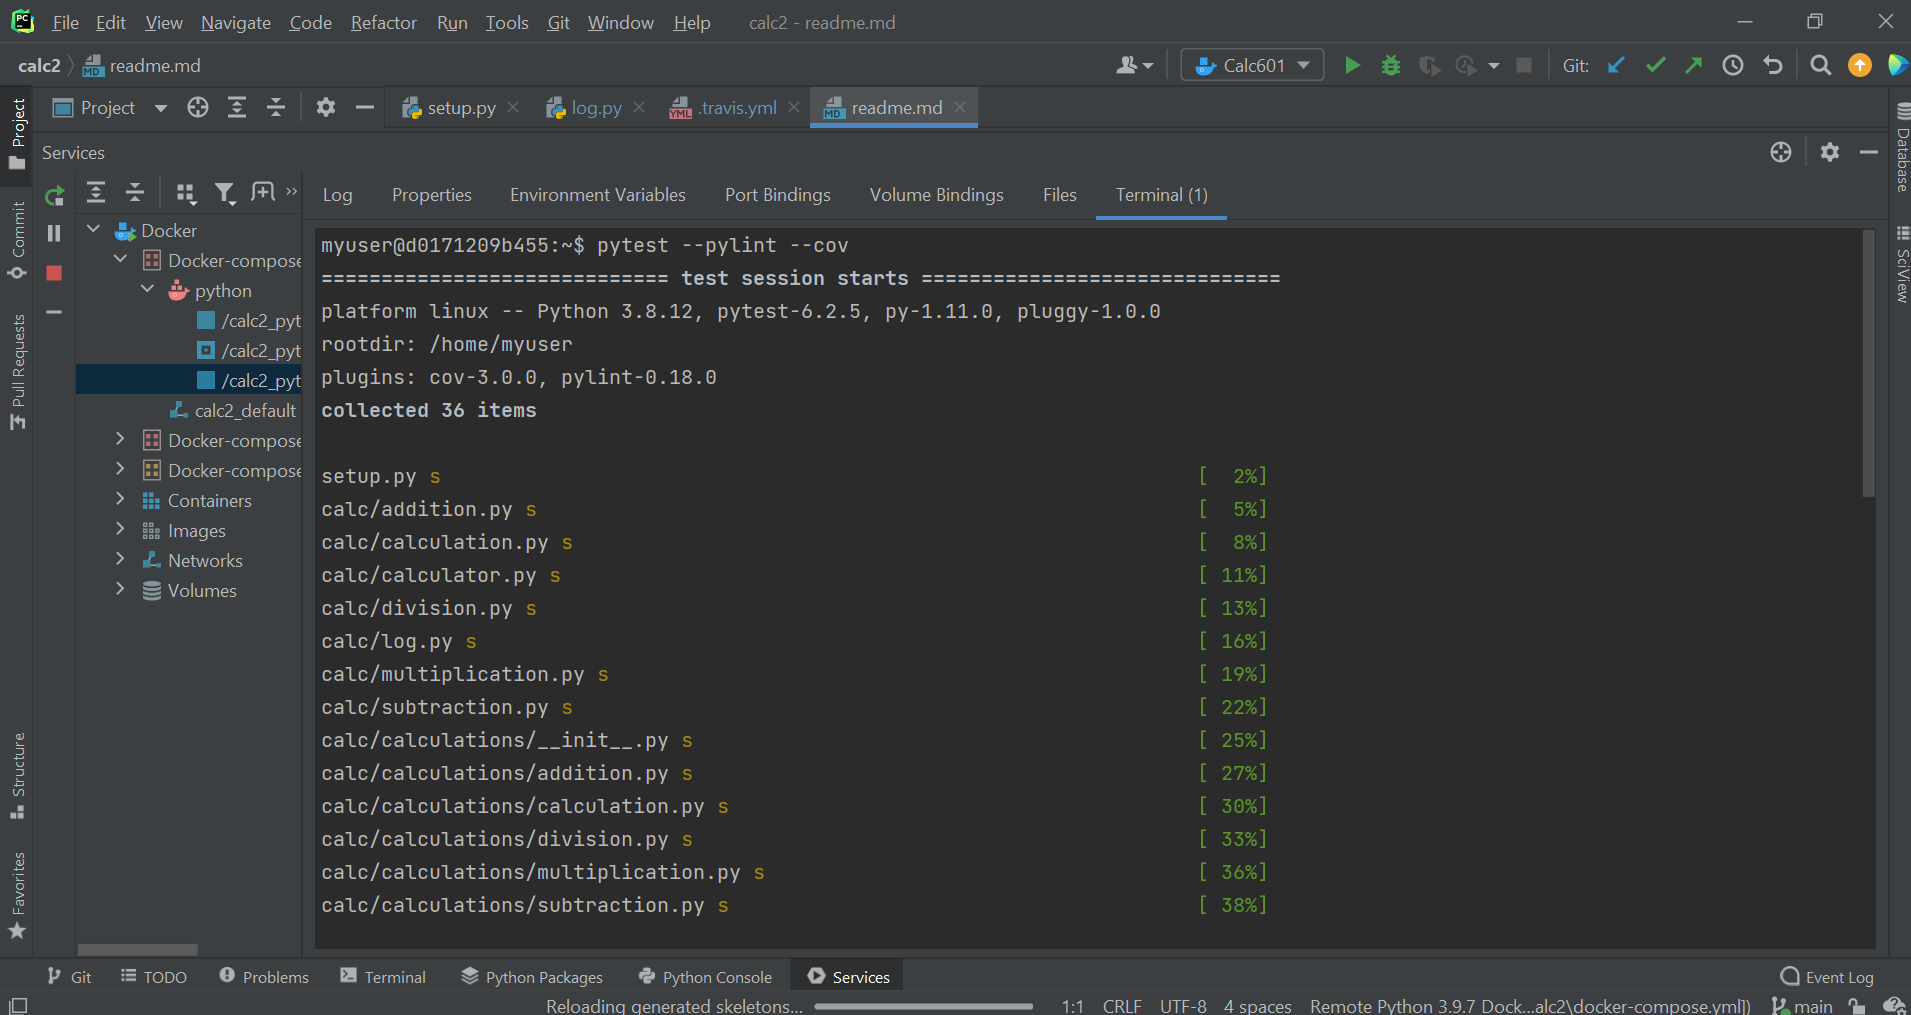 PC File Edit View Navigate Code Refactor Run Tools Git Window Help calc2 - readme.md
calc2 readme.md Calc601 Git:
Project setup.py log.py .travis.yml readme.md
Services
Log Properties Environment Variables Port Bindings Volume Bindings Files Terminal (1)
Project
Commit
Pull Requests
Structure
Favorites
Docker
Docker-compose
python
/calc2_pyt
/calc2_pyt
/calc2_pyt
calc2_default
Docker-compose
Docker-compose
Containers
Images
Networks
Volumes
myuser@d0171209b455:~$ pytest --pylint --cov
============================= test session starts ==============================
platform linux -- Python 3.8.12, pytest-6.2.5, py-1.11.0, pluggy-1.0.0
rootdir: /home/myuser
plugins: cov-3.0.0, pylint-0.18.0
collected 36 items
setup.py s [  2%]
calc/addition.py s [  5%]
calc/calculation.py s [  8%]
calc/calculator.py s [ 11%]
calc/division.py s [ 13%]
calc/log.py s [ 16%]
calc/multiplication.py s [ 19%]
calc/subtraction.py s [ 22%]
calc/calculations/__init__.py s [ 25%]
calc/calculations/addition.py s [ 27%]
calc/calculations/calculation.py s [ 30%]
calc/calculations/division.py s [ 33%]
calc/calculations/multiplication.py s [ 36%]
calc/calculations/subtraction.py s [ 38%]
Database
SciView
Git TODO Problems Terminal Python Packages Python Console Services Event Log
Reloading generated skeletons... 1:1 CRLF UTF-8 4 spaces Remote Python 3.9.7 Dock...alc2\docker-compose.yml]) main